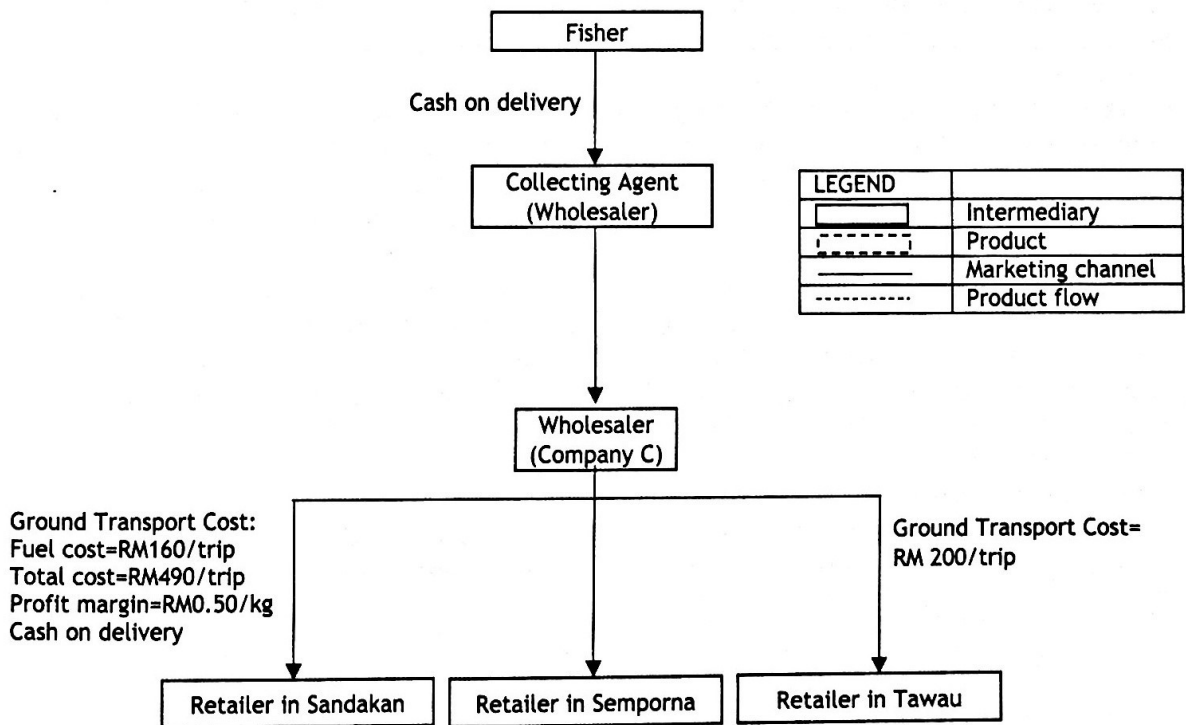 Fisher
Cash on delivery
Collecting Agent
(Wholesaler)
LEGEND
Intermediary
Product
Marketing channel
Product flow
Wholesaler
(Company C)
Ground Transport Cost:
Fuel cost=RM160/trip
Total cost=RM490/trip
Profit margin=RM0.50/kg
Cash on delivery
Ground Transport Cost=
RM 200/trip
Retailer in Sandakan
Retailer in Semporna
Retailer in Tawau